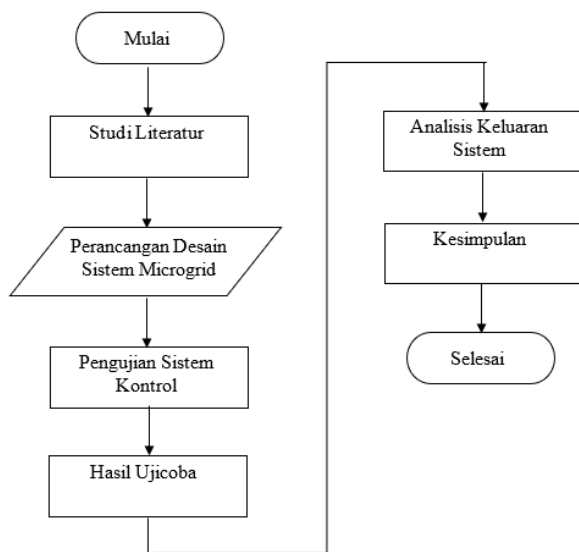 Mulai
Studi Literatur
Perancangan Desain
Sistem Microgrid
Pengujian Sistem
Kontrol
Hasil Ujicoba
Analisis Keluaran
Sistem
Kesimpulan
Selesai